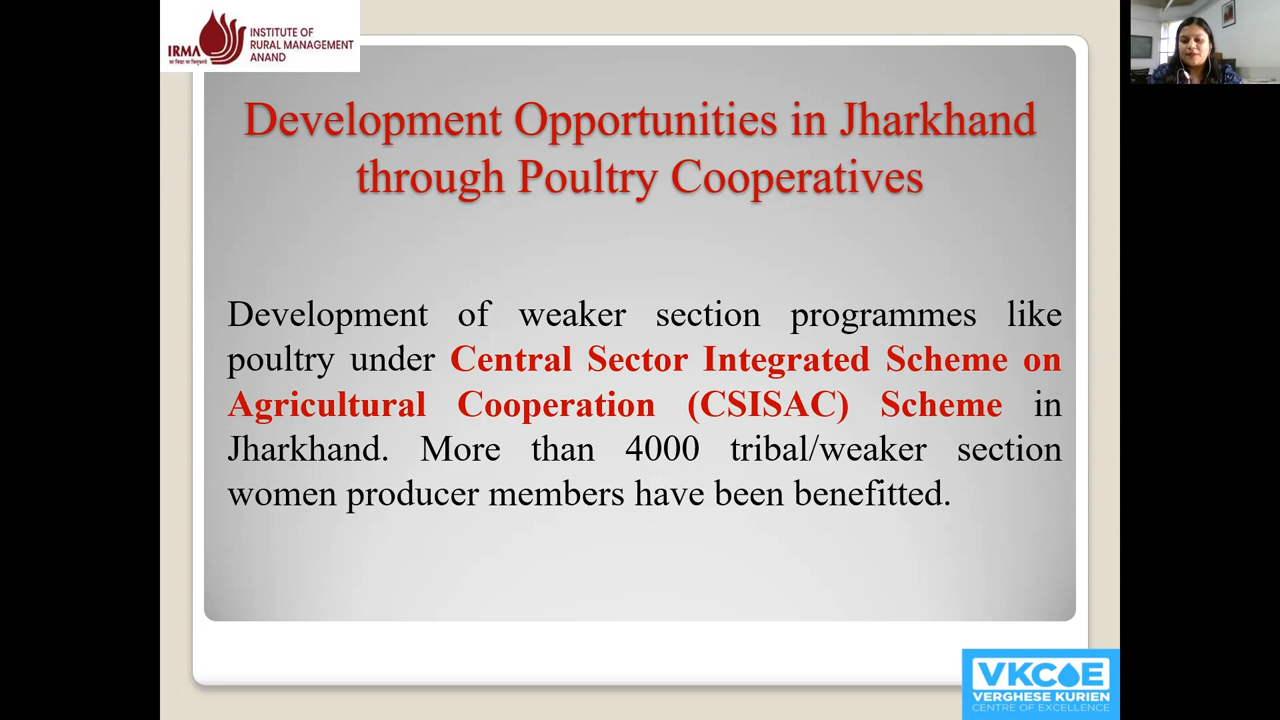 IRMA
INSTITUTE OF
RURAL MANAGEMENT
ANAND
Development Opportunities in Jharkhand
through Poultry Cooperatives
Development of weaker section programmes like
poultry under Central Sector Integrated Scheme on
Agricultural Cooperation (CSISAC) Scheme in
Jharkhand. More than 4000 tribal/weaker section
women producer members have been benefitted.
VKCOE
VERGHESE KURIEN
CENTRE OF EXCELLENCE